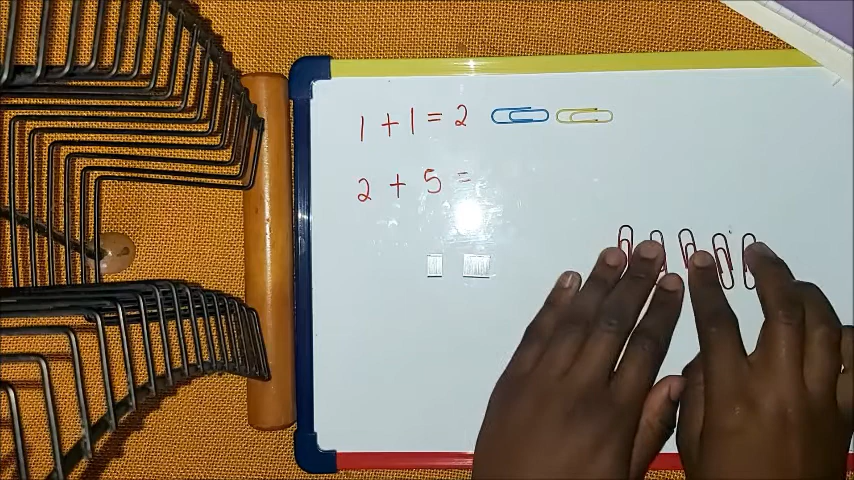 1 + 1 = 2
2 + 5 =